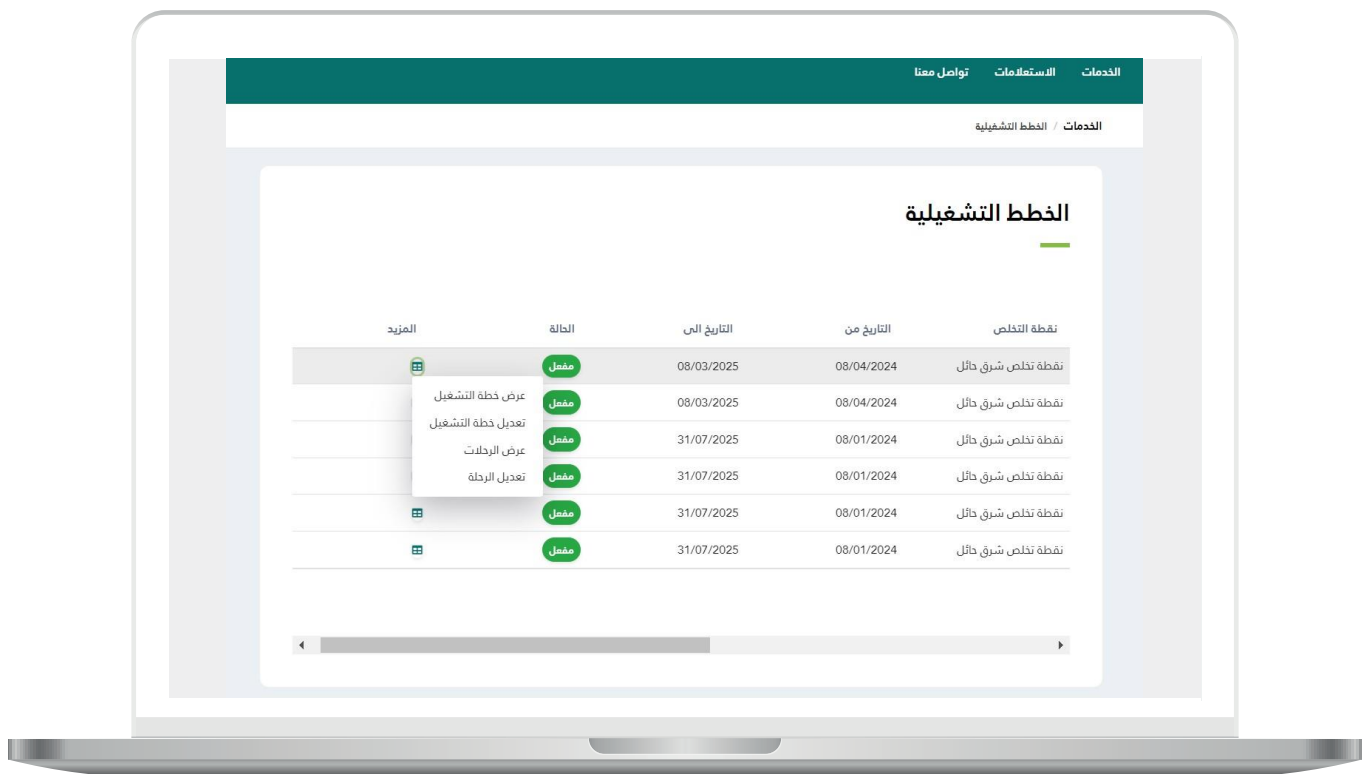 الخدمات الاستعلامات تواصل معنا
الخدمات / الخطط التشغيلية
الخطط التشغيلية
نقطة التخلص التاريخ من التاريخ الى الحالة المزيد
نقطة تخلص شرق حائل 08/04/2024 08/03/2025 مفعل
نقطة تخلص شرق حائل 08/04/2024 08/03/2025 مفعل
نقطة تخلص شرق حائل 08/01/2024 31/07/2025 مفعل
نقطة تخلص شرق حائل 08/01/2024 31/07/2025 مفعل
نقطة تخلص شرق حائل 08/01/2024 31/07/2025 مفعل
نقطة تخلص شرق حائل 08/01/2024 31/07/2025 مفعل
عرض خطة التشغيل
تعديل خطة التشغيل
عرض الرحلات
تعديل الرحلة